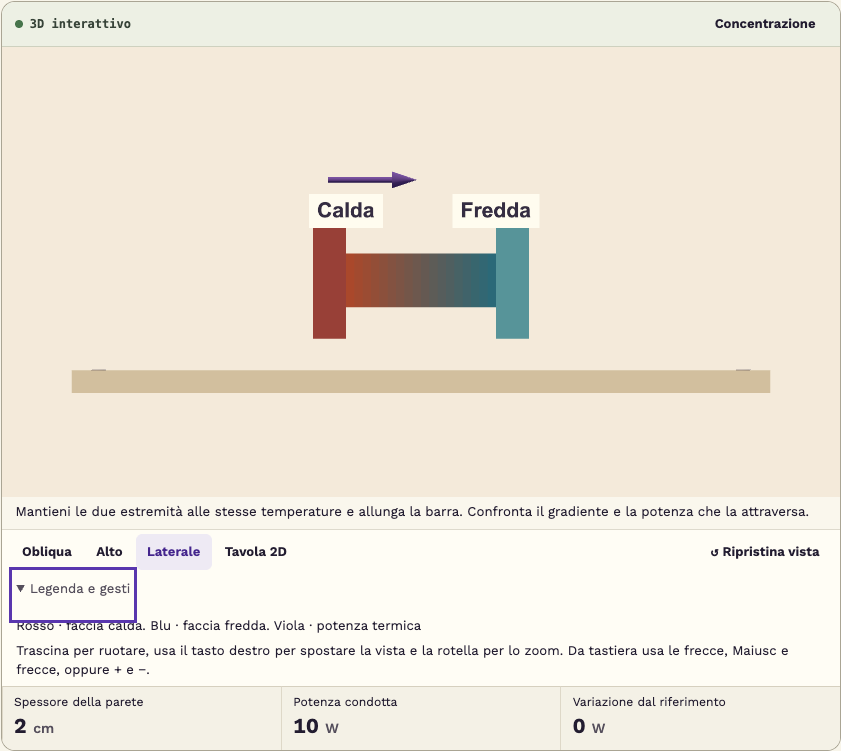 3D interattivo
Concentrazione
Calda
Fredda
Mantieni le due estremità alle stesse temperature e allunga la barra. Confronta il gradiente e la potenza che la attraversa.
Obliqua Alto Laterale Tavola 2D ↺ Ripristina vista
▼ Legenda e gesti
Rosso · faccia calda. Blu · faccia fredda. Viola · potenza termica
Trascina per ruotare, usa il tasto destro per spostare la vista e la rotella per lo zoom. Da tastiera usa le frecce, Maiusc e
frecce, oppure + e −.
Spessore della parete
2 cm
Potenza condotta
10 W
Variazione dal riferimento
0 W